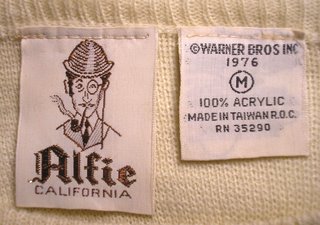 Alfie
CALIFORNIA
©WARNER BROS INC
1976
M
100% ACRYLIC
MADE IN TAIWAN R.O.C.
RN 35290